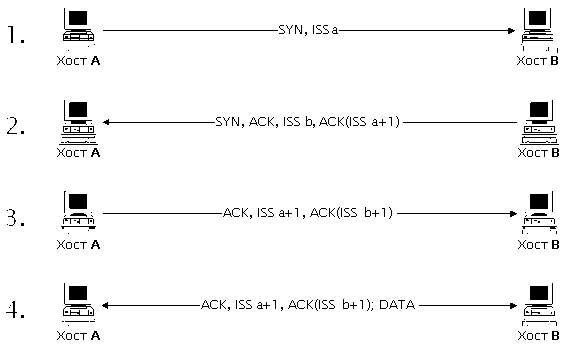 1.
SYN, ISS a
Хост A
Хост B
2.
SYN, ACK, ISS b, ACK(ISS a+1)
Хост A
Хост B
3.
ACK, ISS a+1, ACK(ISS b+1)
Хост A
Хост B
4.
ACK, ISS a+1, ACK(ISS b+1); DATA
Хост A
Хост B